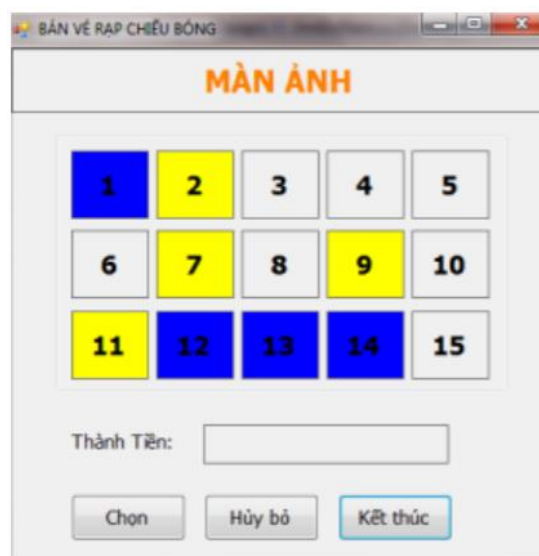 BÁN VÉ RẠP CHIẾU BÓNG
MÀN ẢNH
1 2 3 4 5
6 7 8 9 10
11 12 13 14 15
Thành Tiền:
Chọn Hủy bỏ Kết thúc